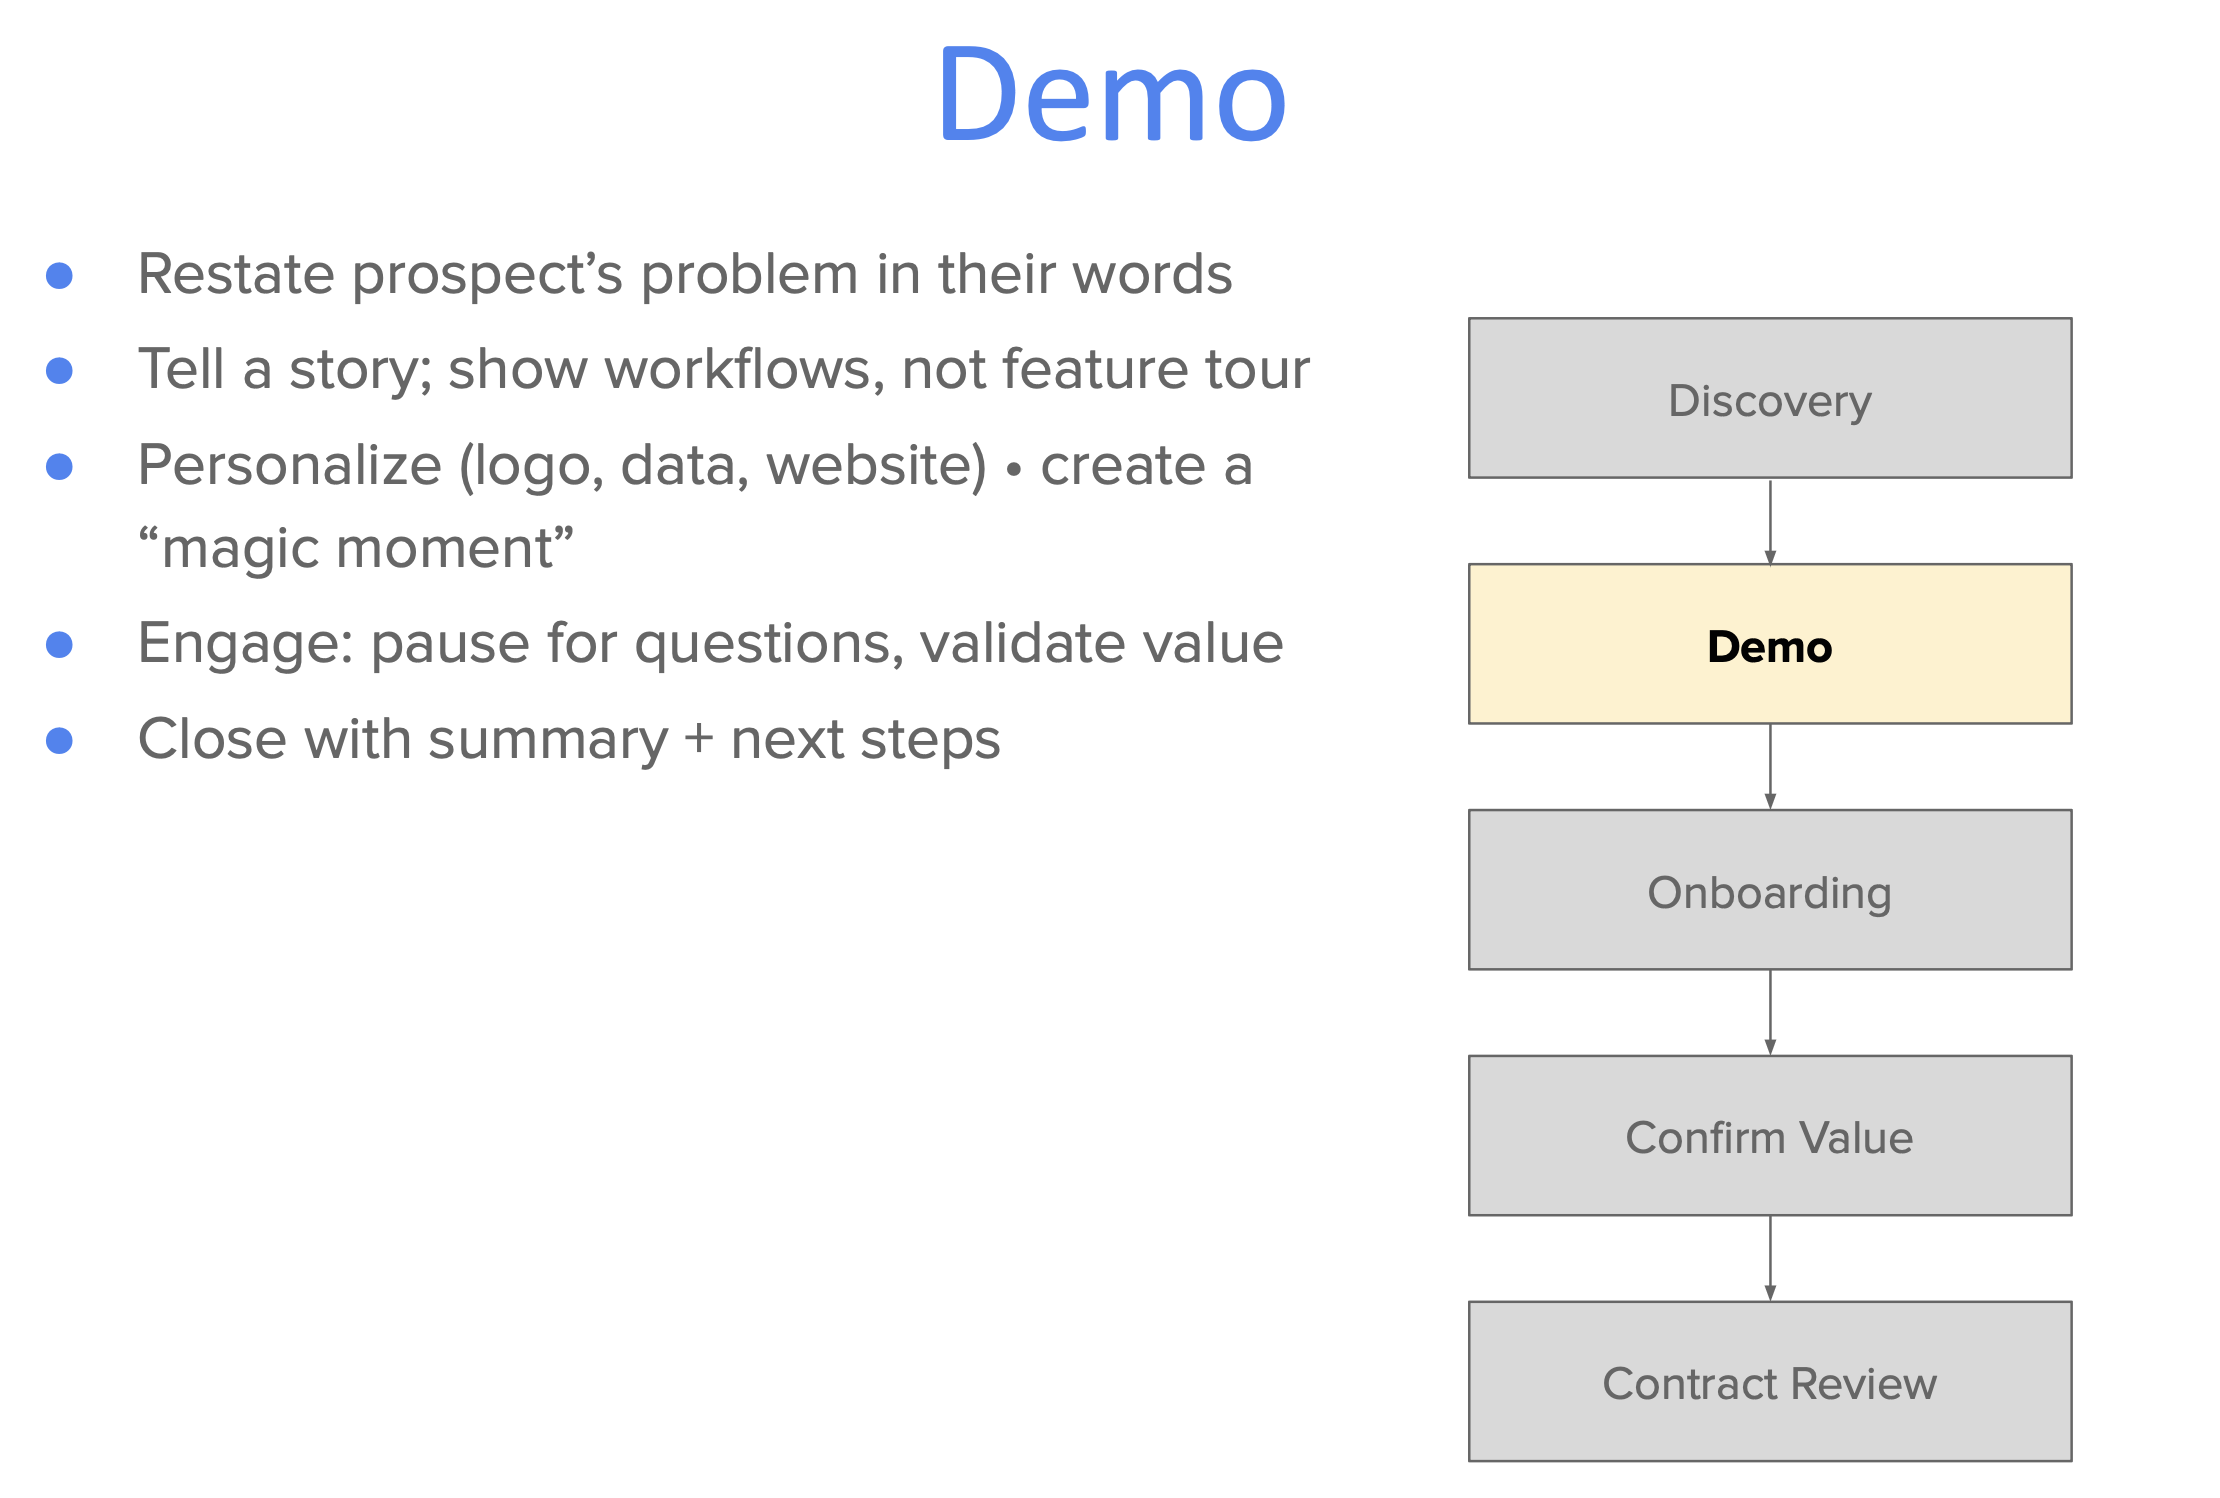 Demo
● Restate prospect’s problem in their words
● Tell a story; show workflows, not feature tour
● Personalize (logo, data, website) • create a
“magic moment”
● Engage: pause for questions, validate value
● Close with summary + next steps
Discovery
Demo
Onboarding
Confirm Value
Contract Review